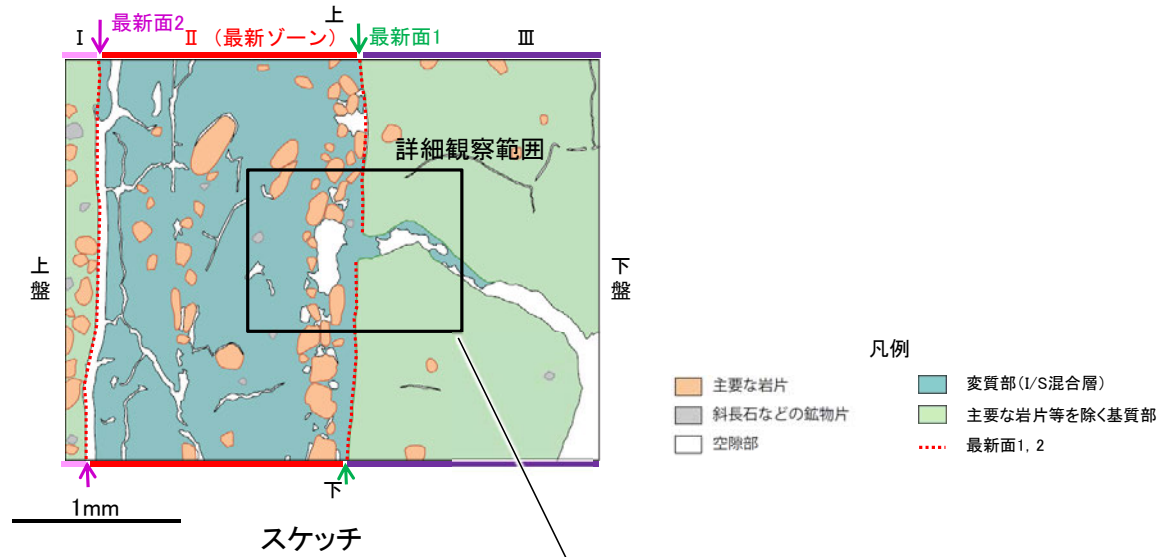 上
最新面2
Ⅰ
Ⅱ（最新ゾーン）
最新面1
Ⅲ
詳細観察範囲
上盤
下盤
下
1mm
スケッチ
凡例
主要な岩片
斜長石などの鉱物片
空隙部
変質部(I/S混合層)
主要な岩片等を除く基質部
最新面1, 2